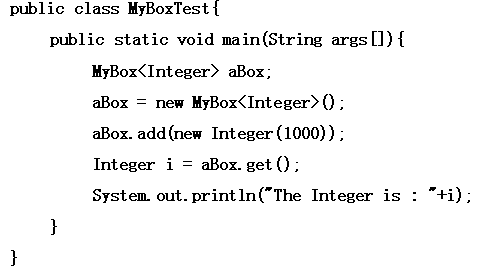 public class MyBoxTest{
public static void main(String args[]){
MyBox<Integer> aBox;
aBox = new MyBox<Integer>();
aBox.add(new Integer(1000));
Integer i = aBox.get();
System.out.println("The Integer is : "+i);
}
}